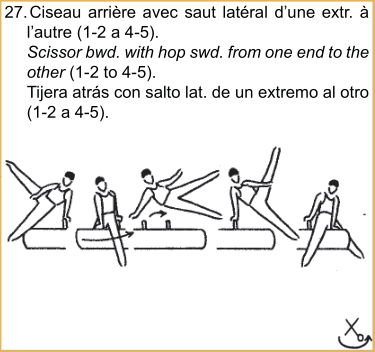 27. Ciseau arrière avec saut latéral d’une extr. à
l’autre (1-2 a 4-5).
Scissor bwd. with hop swd. from one end to the
other (1-2 to 4-5).
Tijera atrás con salto lat. de un extremo al otro
(1-2 a 4-5).